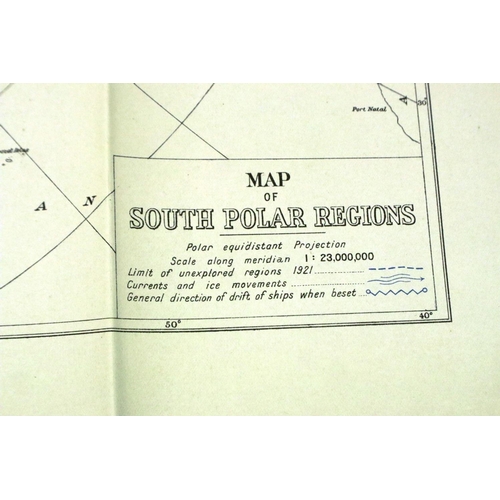 Port Natal
A
30°
A N
MAP
OF
SOUTH POLAR REGIONS
Polar equidistant Projection
Scale along meridian 1: 23,000,000
Limit of unexplored regions 1921
Currents and ice movements
General direction of drift of ships when beset
50°
40°